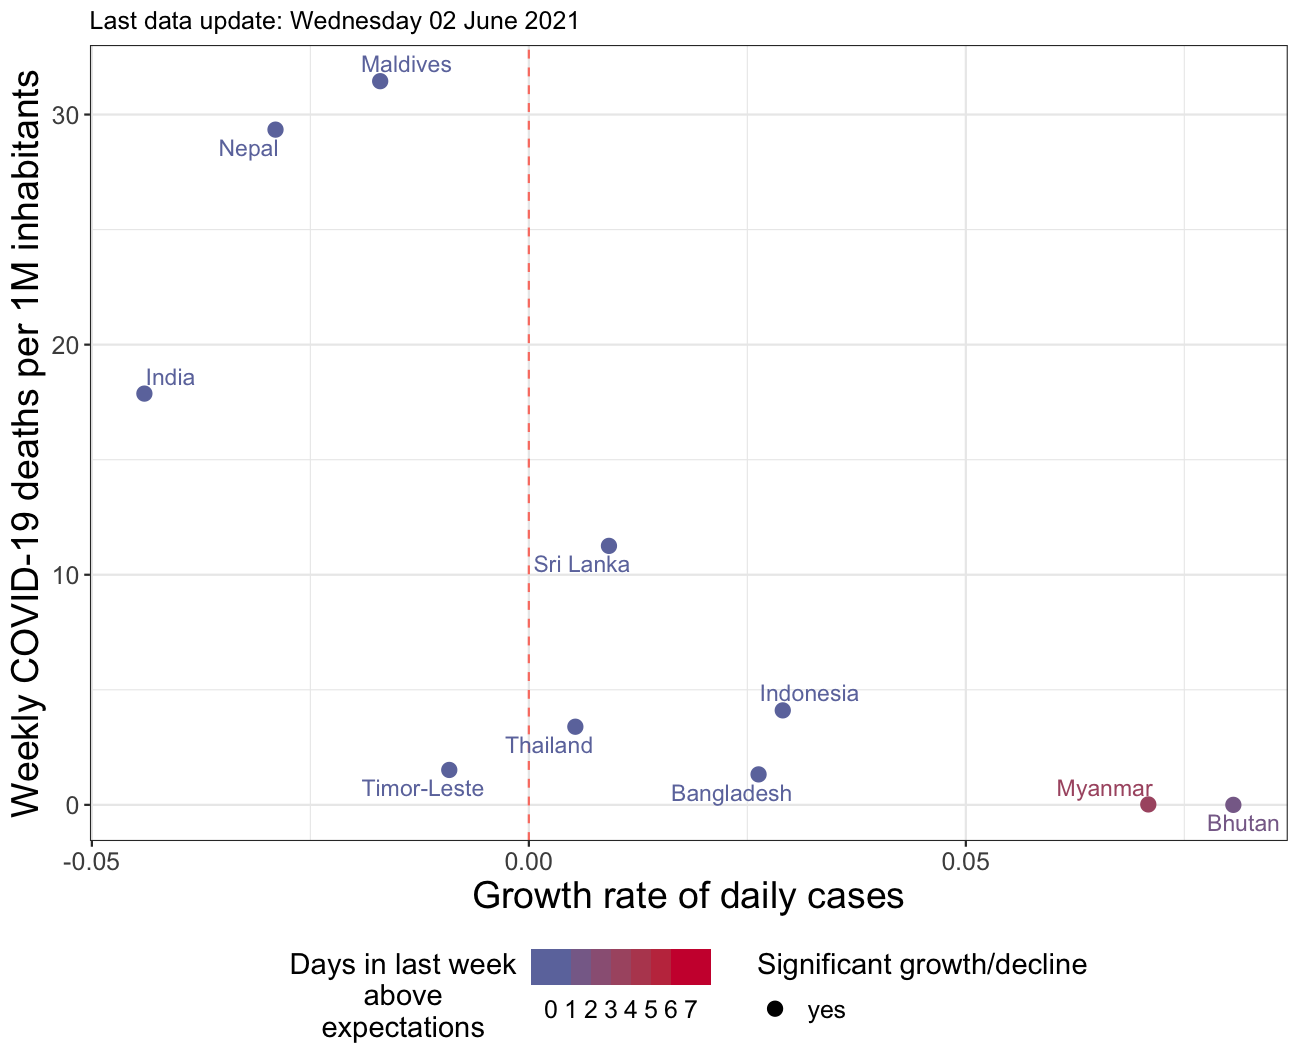 Last data update: Wednesday 02 June 2021
Weekly COVID-19 deaths per 1M inhabitants
30
20
10
0
Maldives
Nepal
India
Sri Lanka
Indonesia
Thailand
Timor-Leste
Bangladesh
Myanmar
Bhutan
-0.05
0.00
0.05
Growth rate of daily cases
Days in last week
above
expectations
0 1 2 3 4 5 6 7
Significant growth/decline
yes